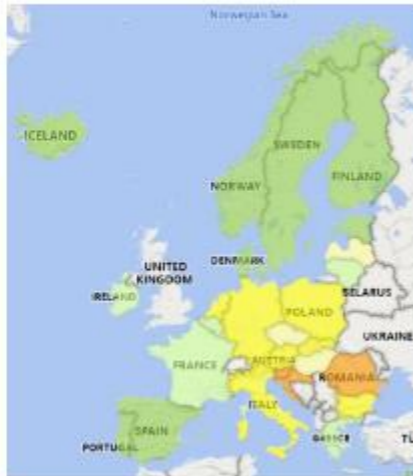 Norwegian Sea
ICELAND
SWEDEN
FINLAND
NORWAY
DENMARK
UNITED
KINGDOM
IRELAND
BELARUS
POLAND
UKRAINE
FRANCE
AUSTRIA
ROMANIA
ITALY
SPAIN
PORTUGAL
GREECE
TÜ